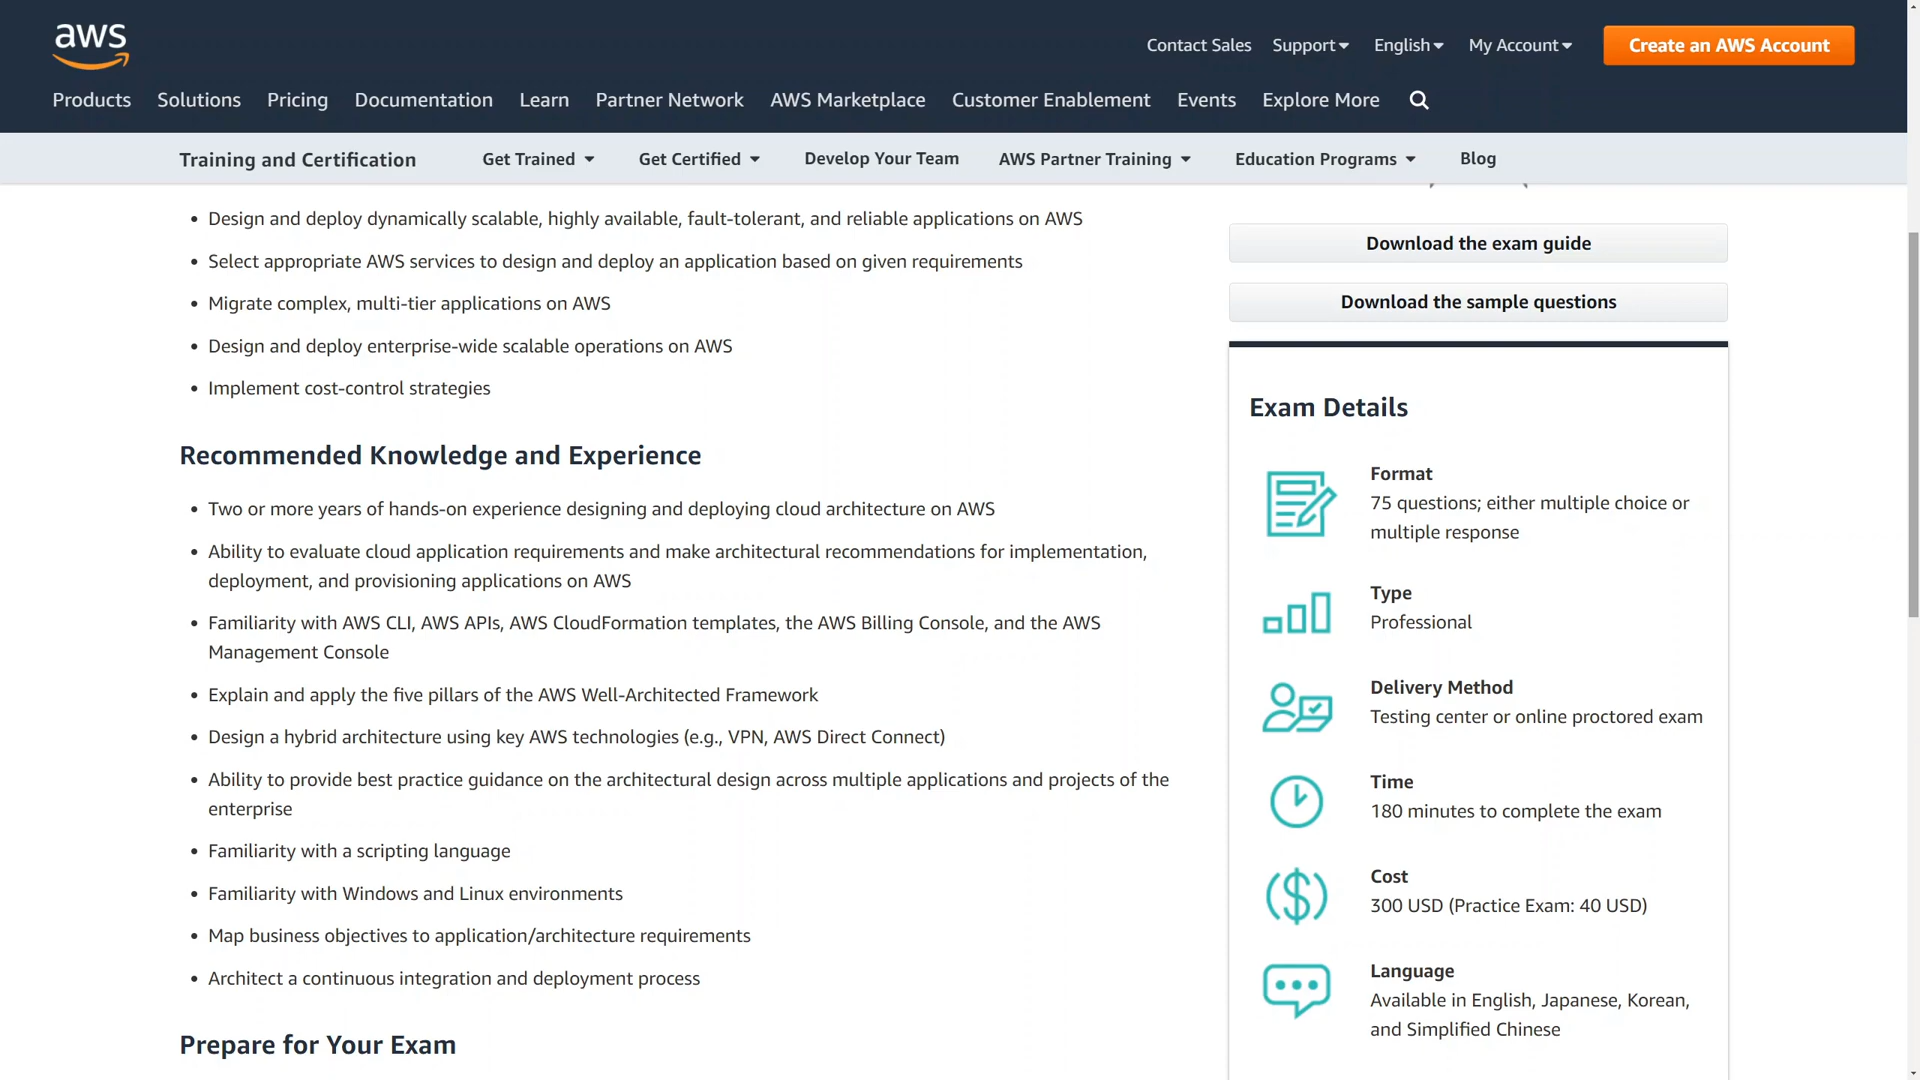 aws
Contact Sales Support English My Account Create an AWS Account
Products Solutions Pricing Documentation Learn Partner Network AWS Marketplace Customer Enablement Events Explore More
Training and Certification Get Trained Get Certified Develop Your Team AWS Partner Training Education Programs Blog
• Design and deploy dynamically scalable, highly available, fault-tolerant, and reliable applications on AWS
• Select appropriate AWS services to design and deploy an application based on given requirements
• Migrate complex, multi-tier applications on AWS
• Design and deploy enterprise-wide scalable operations on AWS
• Implement cost-control strategies
Recommended Knowledge and Experience
• Two or more years of hands-on experience designing and deploying cloud architecture on AWS
• Ability to evaluate cloud application requirements and make architectural recommendations for implementation,
deployment, and provisioning applications on AWS
• Familiarity with AWS CLI, AWS APIs, AWS CloudFormation templates, the AWS Billing Console, and the AWS
Management Console
• Explain and apply the five pillars of the AWS Well-Architected Framework
• Design a hybrid architecture using key AWS technologies (e.g., VPN, AWS Direct Connect)
• Ability to provide best practice guidance on the architectural design across multiple applications and projects of the
enterprise
• Familiarity with a scripting language
• Familiarity with Windows and Linux environments
• Map business objectives to application/architecture requirements
• Architect a continuous integration and deployment process
Prepare for Your Exam
Download the exam guide
Download the sample questions
Exam Details
Format
75 questions; either multiple choice or
multiple response
Type
Professional
Delivery Method
Testing center or online proctored exam
Time
180 minutes to complete the exam
Cost
300 USD (Practice Exam: 40 USD)
Language
Available in English, Japanese, Korean,
and Simplified Chinese